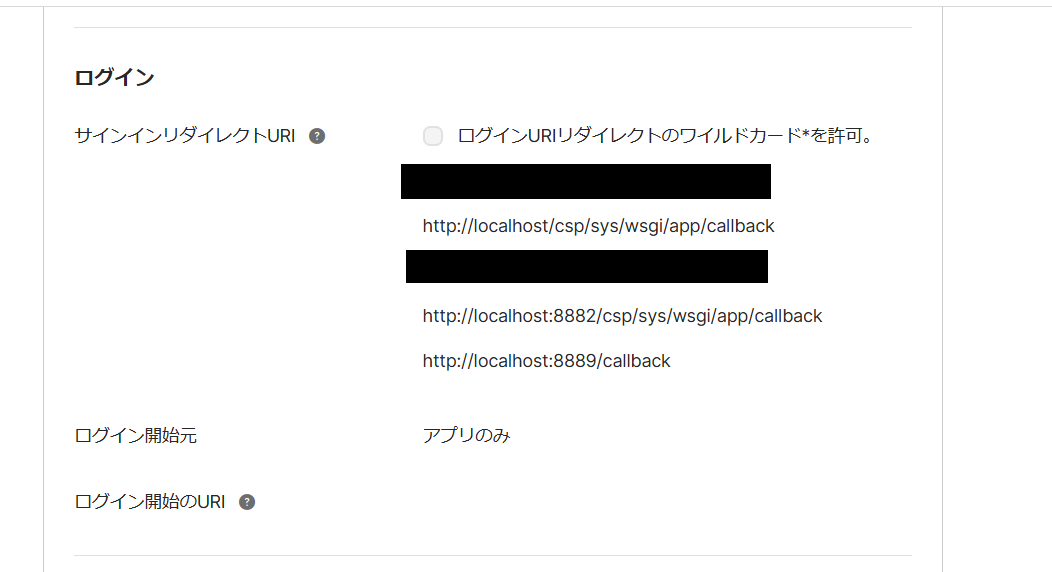 ログイン
サインインリダイレクトURI ?
ログインURIリダイレクトのワイルドカード*を許可。
http://localhost/csp/sys/wsgi/app/callback
http://localhost:8882/csp/sys/wsgi/app/callback
http://localhost:8889/callback
ログイン開始元
アプリのみ
ログイン開始のURI ?